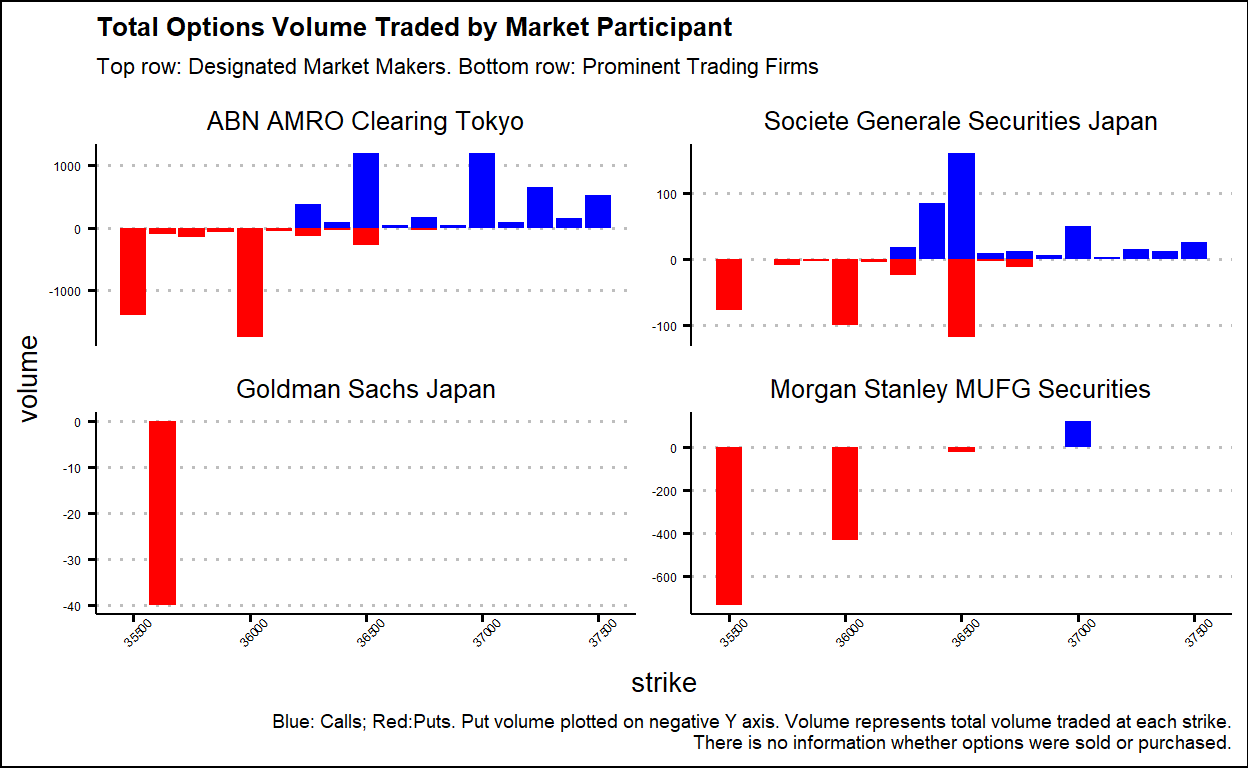 Total Options Volume Traded by Market Participant
Top row: Designated Market Makers. Bottom row: Prominent Trading Firms
ABN AMRO Clearing Tokyo
Societe Generale Securities Japan
1000
0
-1000
100
0
-100
volume
Goldman Sachs Japan
Morgan Stanley MUFG Securities
0
-10
-20
-30
-40
0
-200
-400
-600
35500
36000
36500
37000
37500
35500
36000
36500
37000
37500
strike
Blue: Calls; Red:Puts. Put volume plotted on negative Y axis. Volume represents total volume traded at each strike.
There is no information whether options were sold or purchased.